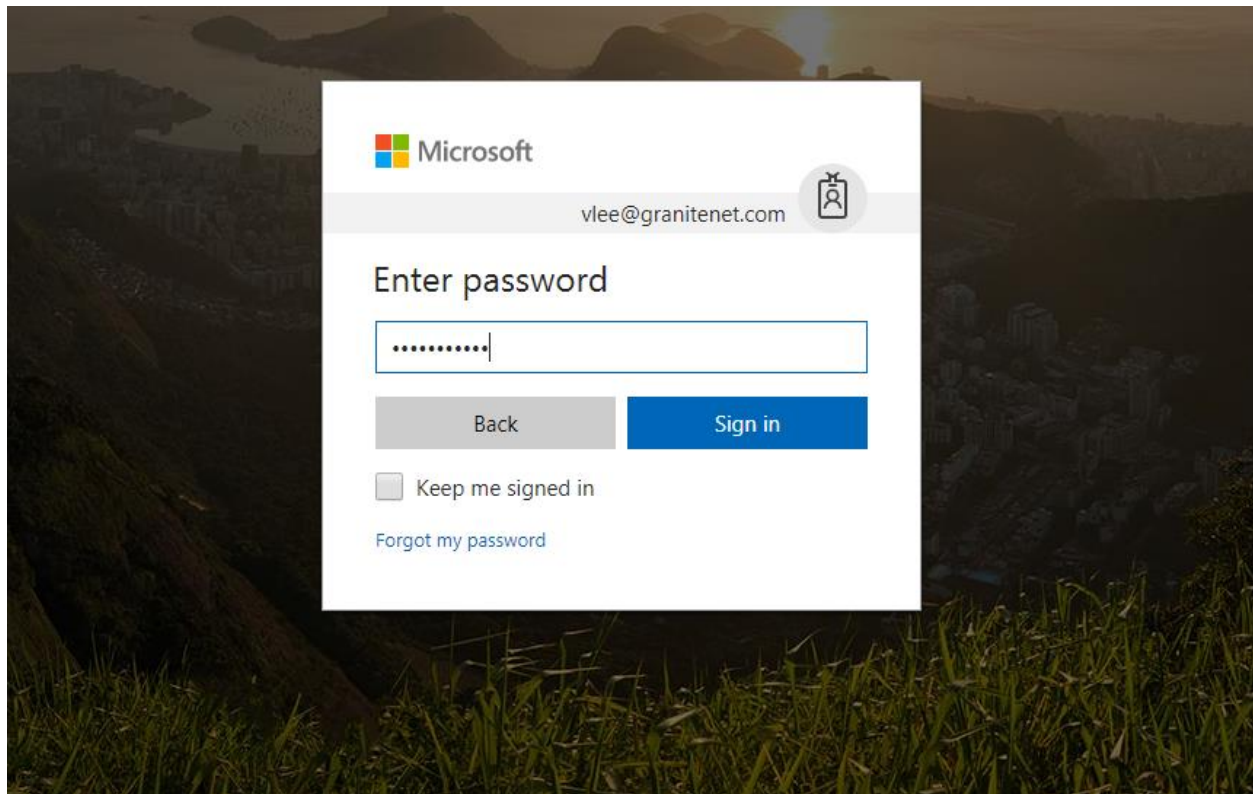 Microsoft
vlee@granitenet.com
Enter password
•••••••••••
Back
Sign in
Keep me signed in
Forgot my password